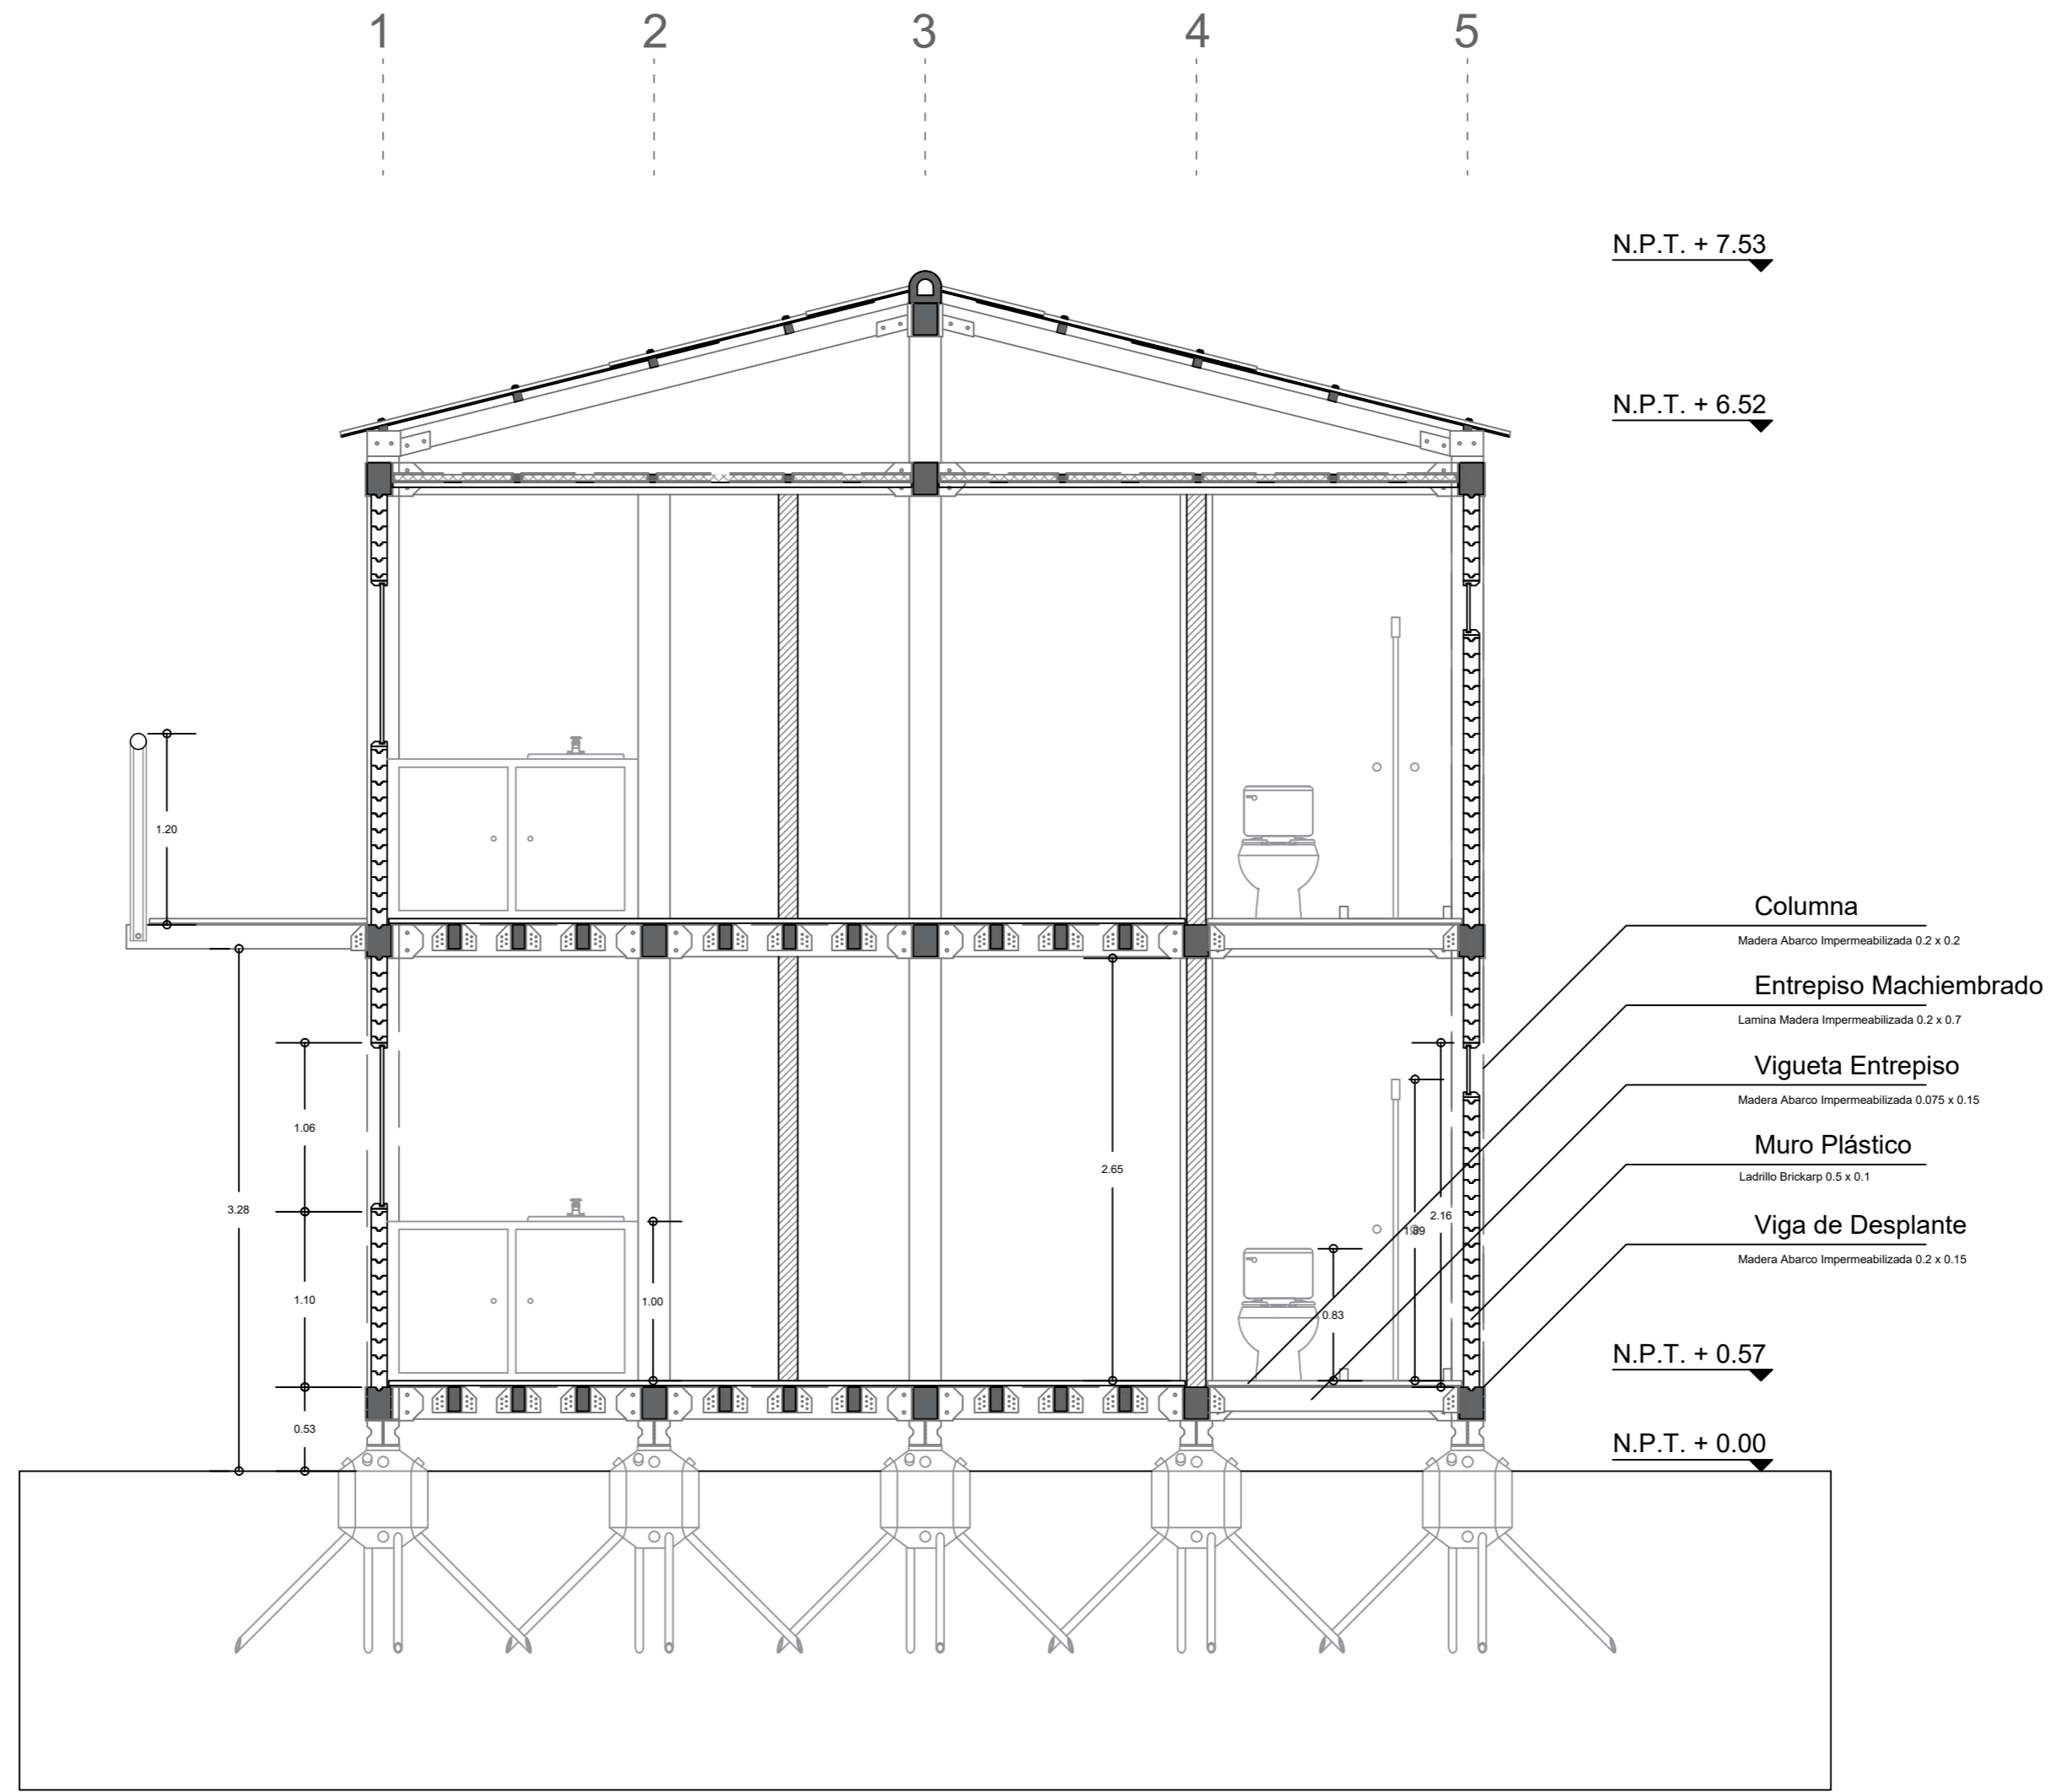 1 2 3 4 5
N.P.T. + 7.53
N.P.T. + 6.52
1.20
Columna
Madera Abarco Impermeabilizada 0.2 x 0.2
Entrepiso Machiembrado
Lamina Madera Impermeabilizada 0.2 x 0.7
Vigueta Entrepiso
Madera Abarco Impermeabilizada 0.075 x 0.15
1.06
Muro Plástico
2.65
Ladrillo Brickarp 0.5 x 0.1
3.28
2.16
Viga de Desplante
1.89
Madera Abarco Impermeabilizada 0.2 x 0.15
1.10
1.00
0.83
N.P.T. + 0.57
0.53
N.P.T. + 0.00